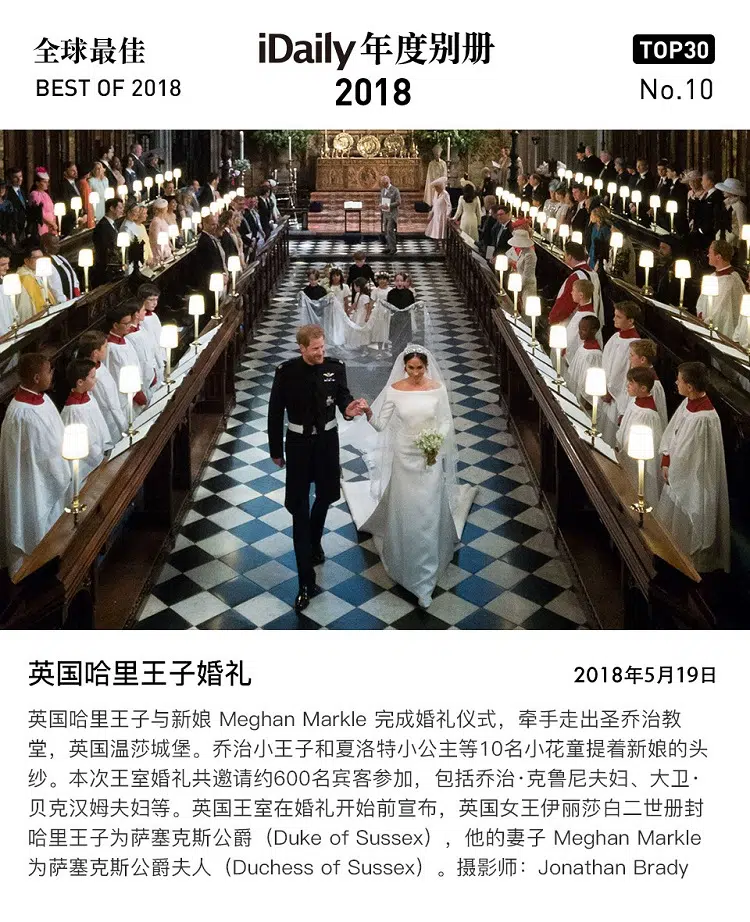 全球最佳
BEST OF 2018
iDaily 年度别册
2018
TOP30
No.10
英国哈里王子婚礼
2018年5月19日
英国哈里王子与新娘 Meghan Markle 完成婚礼仪式，牵手走出圣乔治教
堂，英国温莎城堡。乔治小王子和夏洛特小公主等10名小花童提着新娘的头
纱。本次王室婚礼共邀请约600名宾客参加，包括乔治·克鲁尼夫妇、大卫·
贝克汉姆夫妇等。英国王室在婚礼开始前宣布，英国女王伊丽莎白二世册封
哈里王子为萨塞克斯公爵（Duke of Sussex），他的妻子 Meghan Markle
为萨塞克斯公爵夫人（Duchess of Sussex）。摄影师：Jonathan Brady